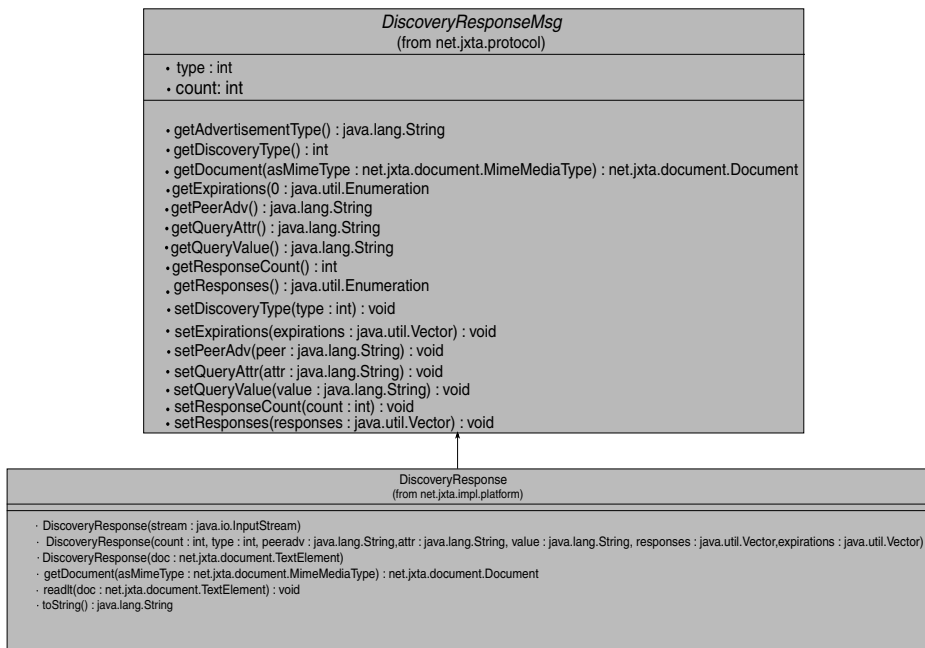 DiscoveryResponseMsg
(from net.jxta.protocol)
• type : int
• count: int
• getAdvertisementType() : java.lang.String
• getDiscoveryType() : int
• getDocument(asMimeType : net.jxta.document.MimeMediaType) : net.jxta.document.Document
• getExpirations(0 : java.util.Enumeration
• getPeerAdv() : java.lang.String
• getQueryAttr() : java.lang.String
• getQueryValue() : java.lang.String
• getResponseCount() : int
• getResponses() : java.util.Enumeration
• setDiscoveryType(type : int) : void
• setExpirations(expirations : java.util.Vector) : void
• setPeerAdv(peer : java.lang.String) : void
• setQueryAttr(attr : java.lang.String) : void
• setQueryValue(value : java.lang.String) : void
• setResponseCount(count : int) : void
• setResponses(responses : java.util.Vector) : void
DiscoveryResponse
(from net.jxta.impl.platform)
· DiscoveryResponse(stream : java.io.InputStream)
· DiscoveryResponse(count : int, type : int, peeradv : java.lang.String,attr : java.lang.String, value : java.lang.String, responses : java.util.Vector,expirations : java.util.Vector)
· DiscoveryResponse(doc : net.jxta.document.TextElement)
· getDocument(asMimeType : net.jxta.document.MimeMediaType) : net.jxta.document.Document
· readIt(doc : net.jxta.document.TextElement) : void
· toString() : java.lang.String